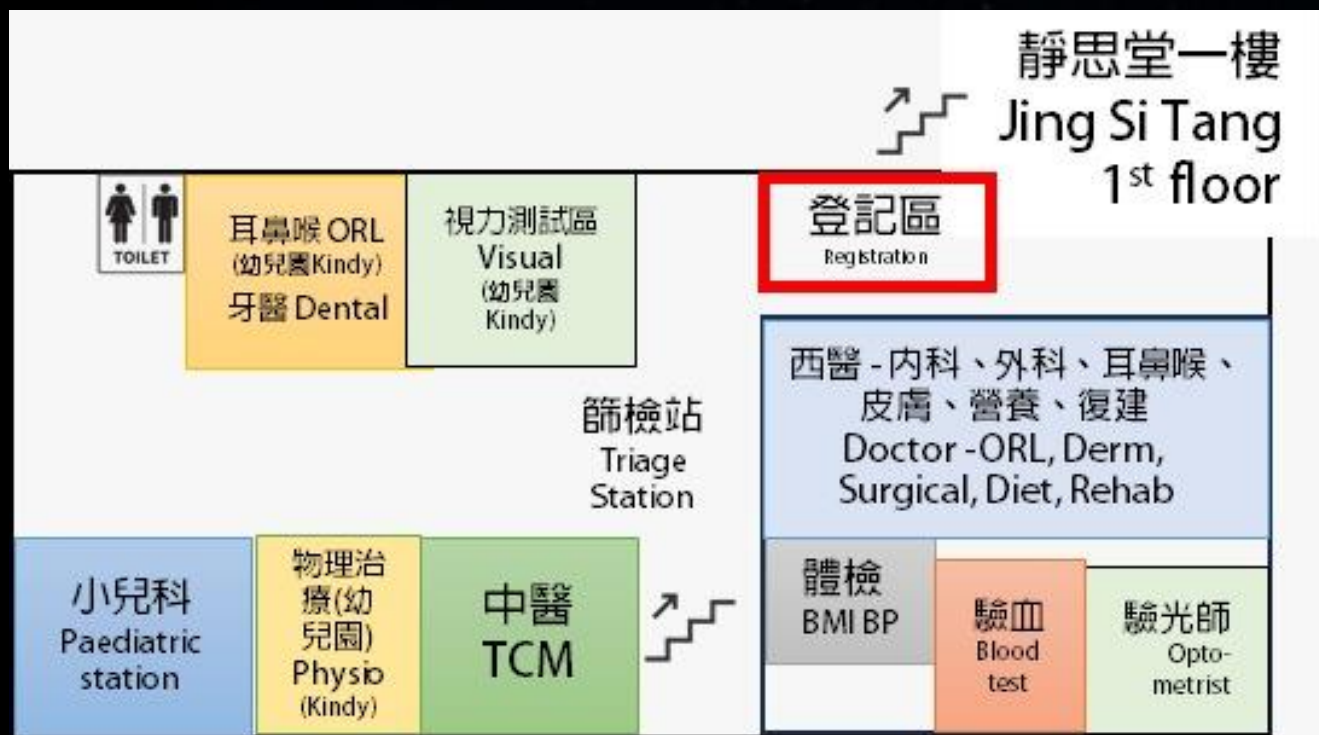 靜思堂一樓
Jing Si Tang
1st floor
TOILET
耳鼻喉 ORL
(幼兒園Kindy)
牙醫 Dental
視力測試區
Visual
(幼兒園
Kindy)
登記區
Registration
西醫 - 內科、外科、耳鼻喉、
皮膚、營養、復建
Doctor -ORL, Derm,
Surgical, Diet, Rehab
篩檢站
Triage
Station
小兒科
Paediatric
station
物理治
療(幼
兒園)
Physio
(Kindy)
中醫
TCM
體檢
BMI BP
驗血
Blood
test
驗光師
Opto-
metrist